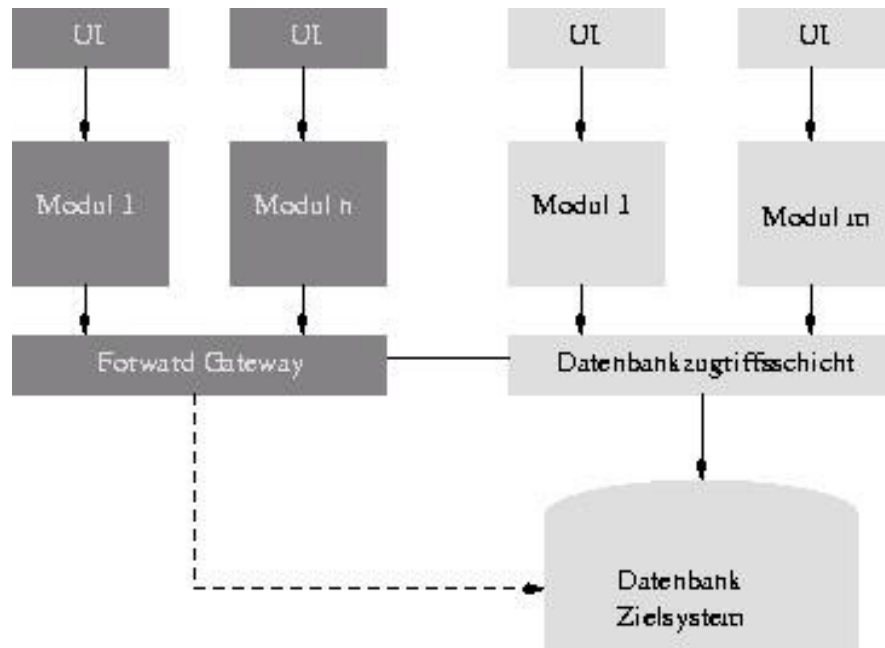 UI
UI
UI
UI
Modul 1
Modul n
Modul 1
Modul m
Forward Gateway
Datenbankzugriffsschicht
Datenbank
Zielsystem